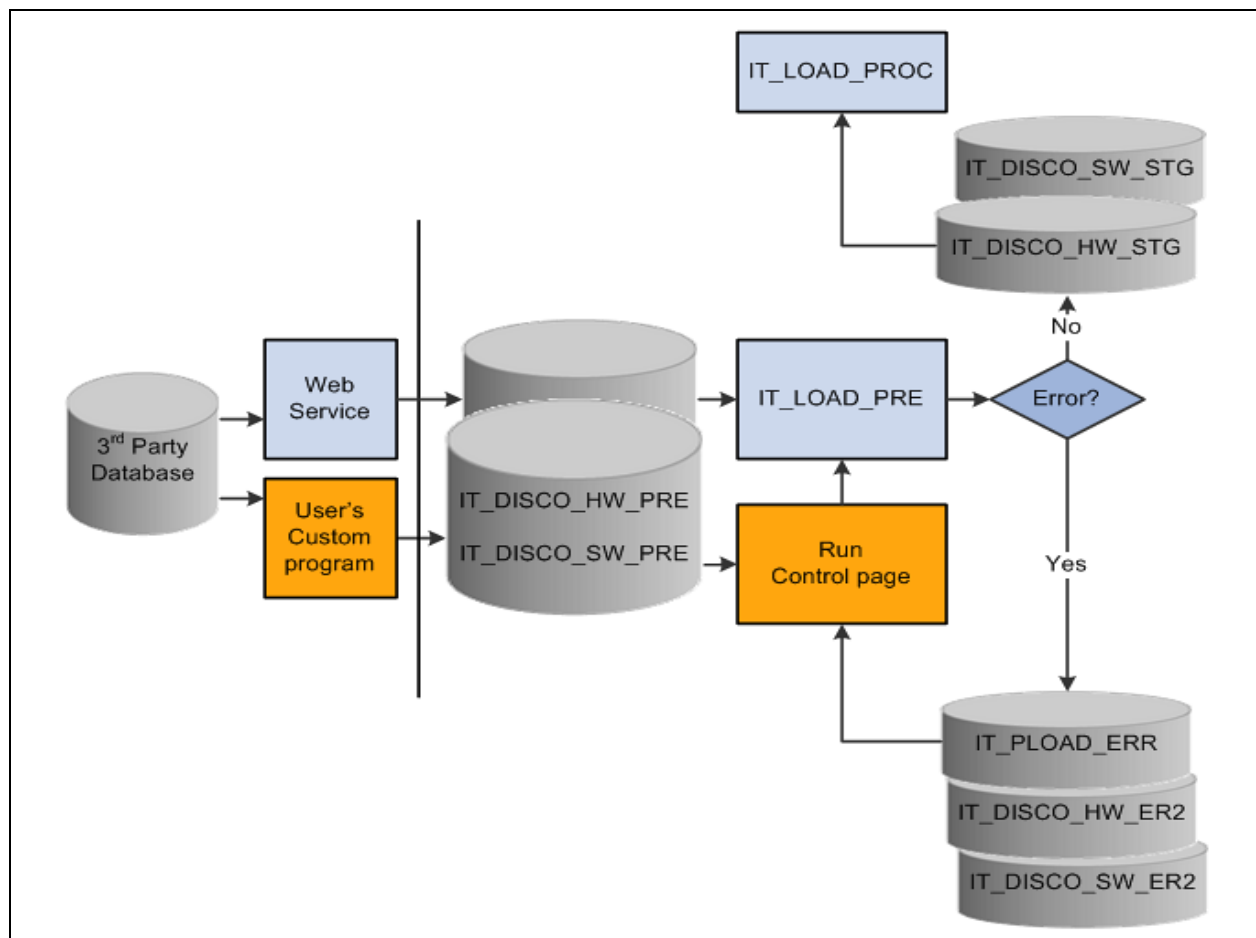 IT_LOAD_PROC
IT_DISCO_SW_STG
IT_DISCO_HW_STG
No
Web
Service
3rd Party
Database
User's
Custom
program
IT_DISCO_HW_PRE
IT_DISCO_SW_PRE
IT_LOAD_PRE
Error?
Run
Control page
Yes
IT_PLOAD_ERR
IT_DISCO_HW_ER2
IT_DISCO_SW_ER2